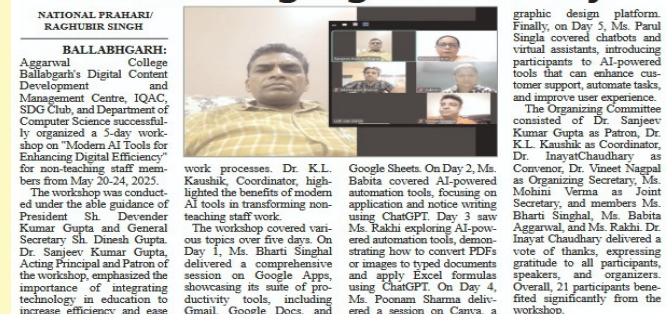 NATIONAL PRAHARI/
RAGHUBIR SINGH
BALLABHGARH:
Aggarwal College
Ballabgarh's Digital Content
Development and
Management Centre, IQAC,
SDG Club, and Department of
Computer Science successful-
ly organized a 5-day work-
shop on "Modern AI Tools for
Enhancing Digital Efficiency"
for non-teaching staff mem-
bers from May 20-24, 2025.
The workshop was conduct-
ed under the able guidance of
President Sh. Devender
Kumar Gupta and General
Secretary Sh. Dinesh Gupta.
Dr. Sanjeev Kumar Gupta,
Acting Principal and Patron of
the workshop, emphasized the
importance of integrating
technology in education to
increase efficiency and ease
work processes. Dr. K.L.
Kaushik, Coordinator, high-
lighted the benefits of modern
AI tools in transforming non-
teaching staff work.
The workshop covered vari-
ous topics over five days. On
Day 1, Ms. Bharti Singhal
delivered a comprehensive
session on Google Apps,
showcasing its suite of pro-
ductivity tools, including
Gmail, Google Docs, and
Google Sheets. On Day 2, Ms.
Babita covered AI-powered
automation tools, focusing on
application and notice writing
using ChatGPT. Day 3 saw
Ms. Rakhi exploring AI-pow-
ered automation tools, demon-
strating how to convert PDFs
or images to typed documents
and apply Excel formulas
using ChatGPT. On Day 4,
Ms. Poonam Sharma deliv-
ered a session on Canva, a
graphic design platform.
Finally, on Day 5, Ms. Parul
Singla covered chatbots and
virtual assistants, introducing
participants to AI-powered
tools that can enhance cus-
tomer support, automate tasks,
and improve user experience.
The Organizing Committee
consisted of Dr. Sanjeev
Kumar Gupta as Patron, Dr.
K.L. Kaushik as Coordinator,
Dr. InayatChaudhary as
Convenor, Dr. Vineet Nagpal
as Organizing Secretary, Ms.
Mohini Verma as Joint
Secretary, and members Ms.
Bharti Singhal, Ms. Babita
Aggarwal, and Ms. Rakhi. Dr.
Inayat Chaudhary delivered a
vote of thanks, expressing
gratitude to all participants,
speakers, and organizers.
Overall, 21 participants bene-
fited significantly from the
workshop.